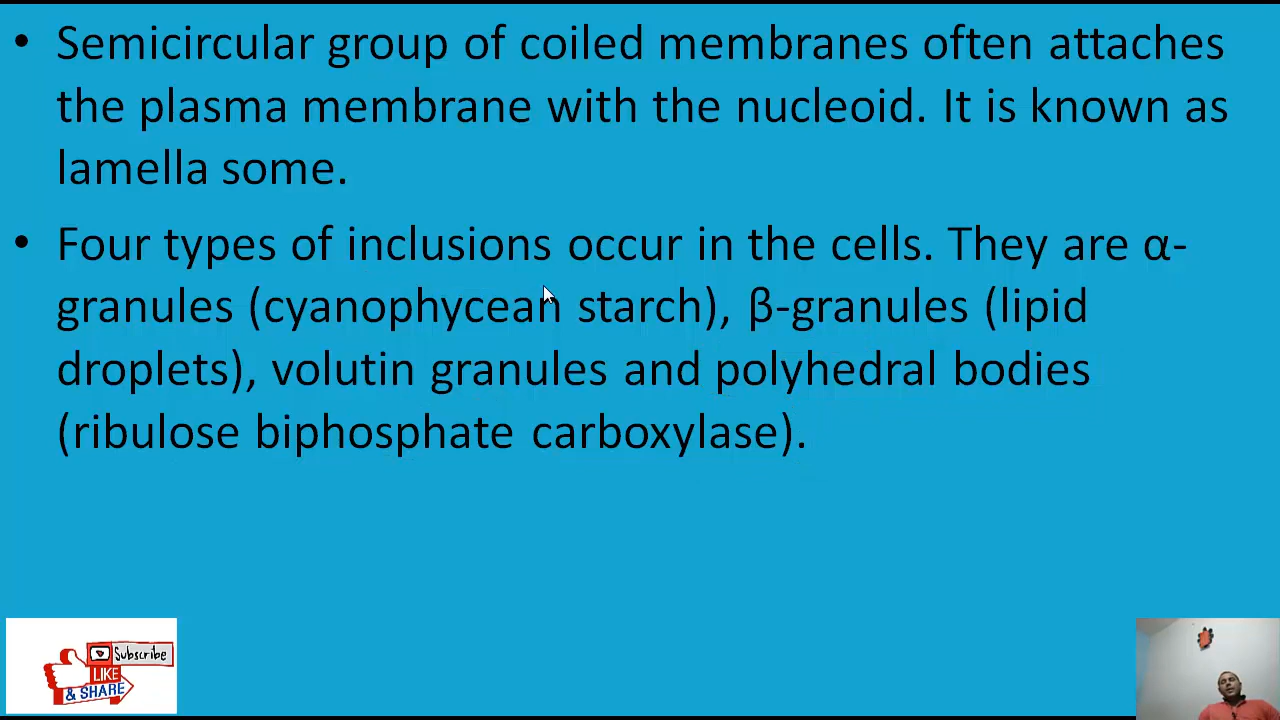 • Semicircular group of coiled membranes often attaches
the plasma membrane with the nucleoid. It is known as
lamella some.
• Four types of inclusions occur in the cells. They are α-
granules (cyanophycean starch), β-granules (lipid
droplets), volutin granules and polyhedral bodies
(ribulose biphosphate carboxylase).
Subscribe
LIKE
& SHARE